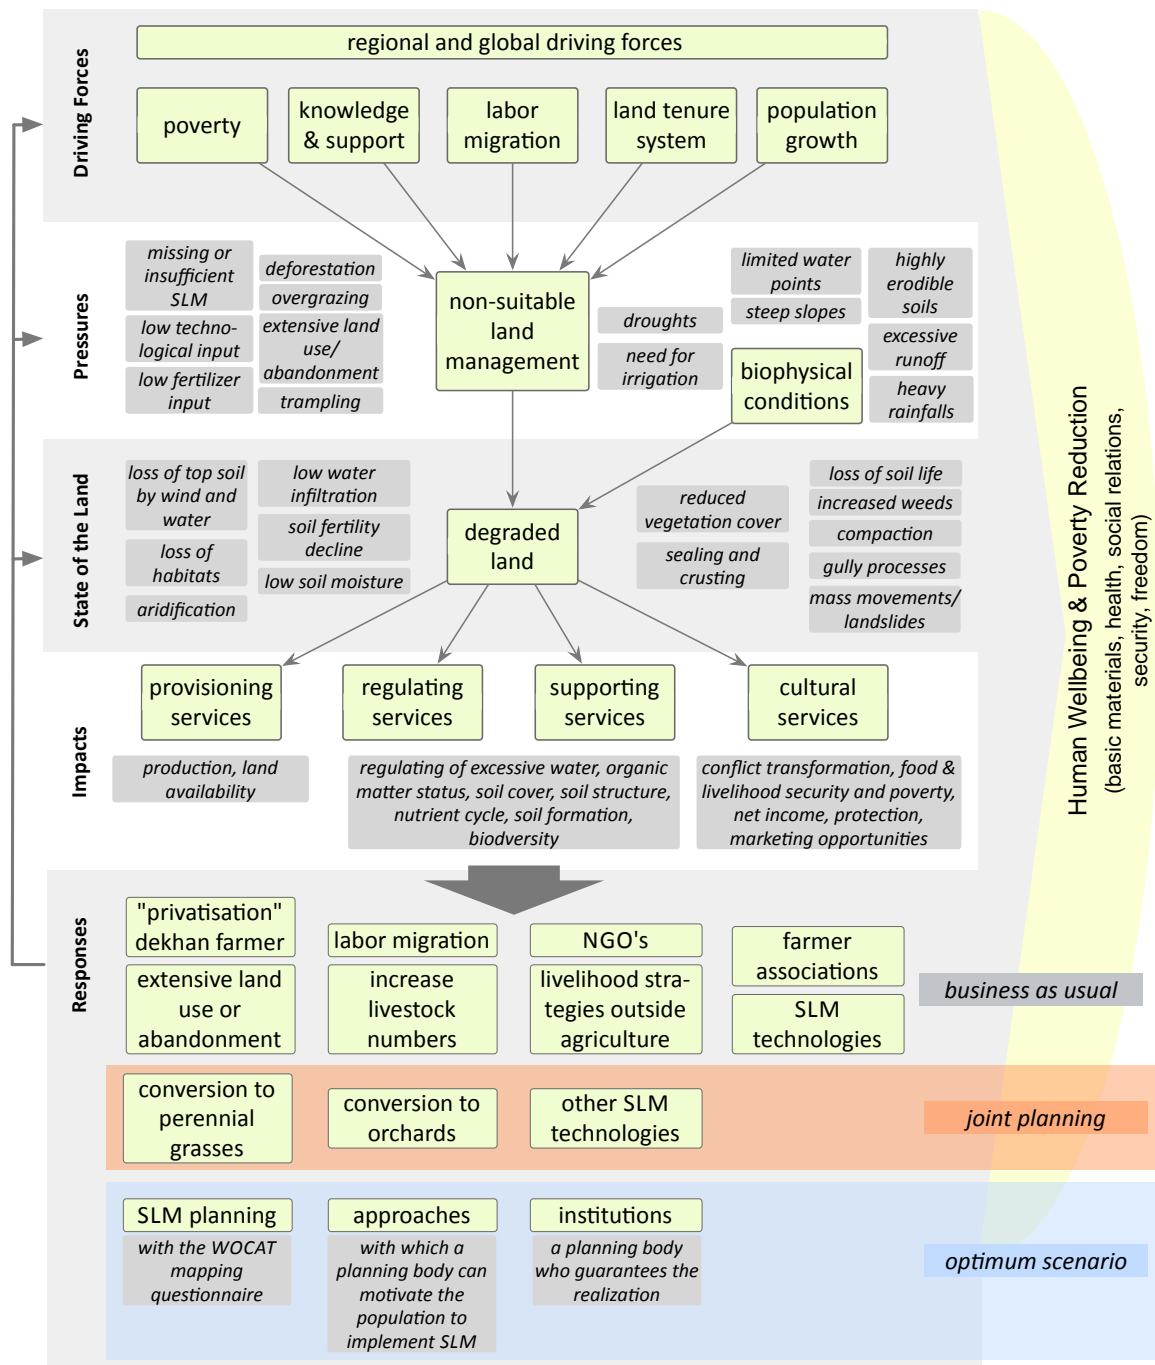 Driving Forces
regional and global driving forces
poverty
knowledge
& support
labor
migration
land tenure
system
population
growth
Pressures
missing or
insufficient
SLM
low techno-
logical input
low fertilizer
input
deforestation
overgrazing
extensive land
use/
abandonment
trampling
non-suitable
land
management
droughts
need for
irrigation
limited water
points
steep slopes
biophysical
conditions
highly
erodible
soils
excessive
runoff
heavy
rainfalls
State of the Land
loss of top soil
by wind and
water
loss of
habitats
aridification
low water
infiltration
soil fertility
decline
low soil moisture
degraded
land
reduced
vegetation cover
sealing and
crusting
loss of soil life
increased weeds
compaction
gully processes
mass movements/
landslides
Impacts
provisioning
services
regulating
services
supporting
services
cultural
services
production, land
availability
regulating of excessive water, organic
matter status, soil cover, soil structure,
nutrient cycle, soil formation,
biodversity
conflict transformation, food &
livelihood security and poverty,
net income, protection,
marketing opportunities
Human Wellbeing & Poverty Reduction
(basic materials, health, social relations,
security, freedom)
Responses
"privatisation"
dekhan farmer
labor migration
NGO's
farmer
associations
extensive land
use or
abandonment
increase
livestock
numbers
livelihood stra-
tegies outside
agriculture
SLM
technologies
business as usual
conversion to
perennial
grasses
conversion to
orchards
other SLM
technologies
joint planning
SLM planning
with the WOCAT
mapping
questionnaire
approaches
with which a
planning body can
motivate the
population to
implement SLM
institutions
a planning body
who guarantees the
realization
optimum scenario